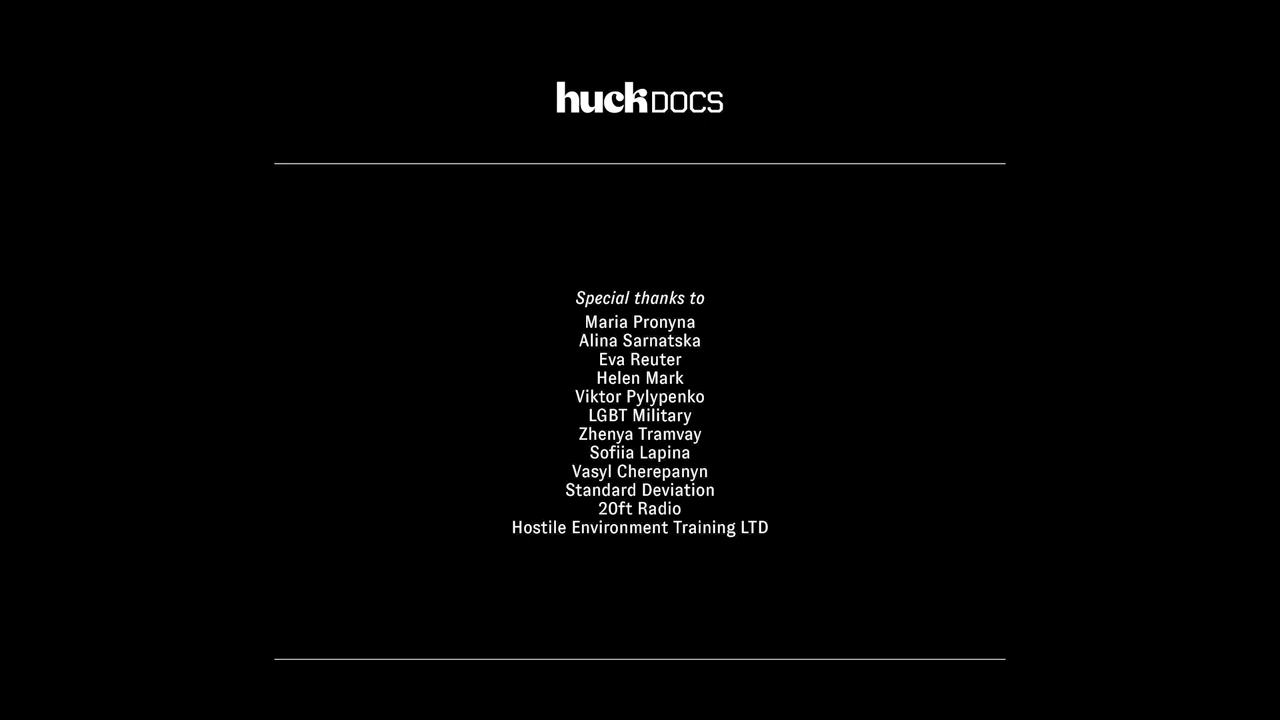 huck DOCS
Special thanks to
Maria Pronyna
Alina Sarnatska
Eva Reuter
Helen Mark
Viktor Pylypenko
LGBT Military
Zhenya Tramvay
Sofiia Lapina
Vasyl Cherepanyn
Standard Deviation
20ft Radio
Hostile Environment Training LTD